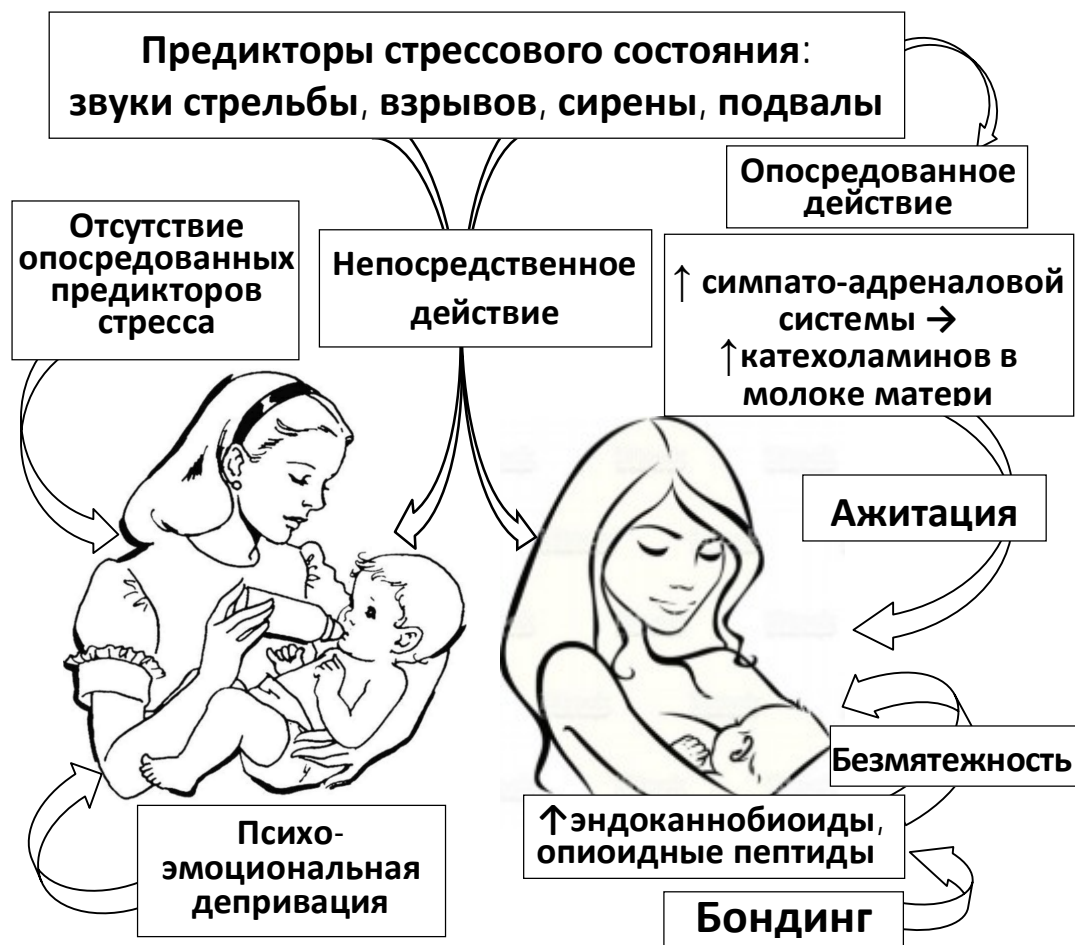 Предикторы стрессового состояния:
звуки стрельбы, взрывов, сирены, подвалы
Опосредованное
действие
Отсутствие
опосредованных
предикторов
стресса
Непосредственное
действие
↑ симпато-адреналовой
системы →
↑катехоламинов в
молоке матери
Ажитация
Безмятежность
↑эндоканнобиоиды,
опиоидные пептиды
Психо-
эмоциональная
депривация
Бондинг